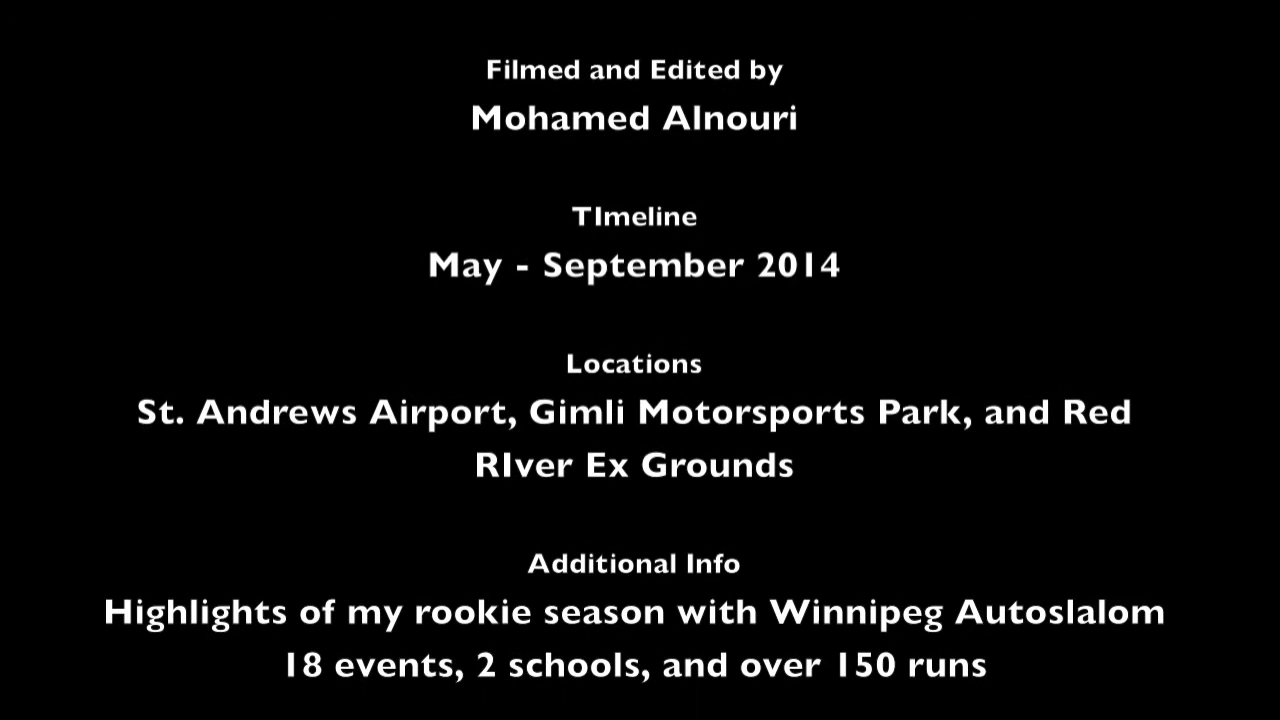 Filmed and Edited by
Mohamed Alnouri
TImeline
May - September 2014
Locations
St. Andrews Airport, Gimli Motorsports Park, and Red
RIver Ex Grounds
Additional Info
Highlights of my rookie season with Winnipeg Autoslalom
18 events, 2 schools, and over 150 runs